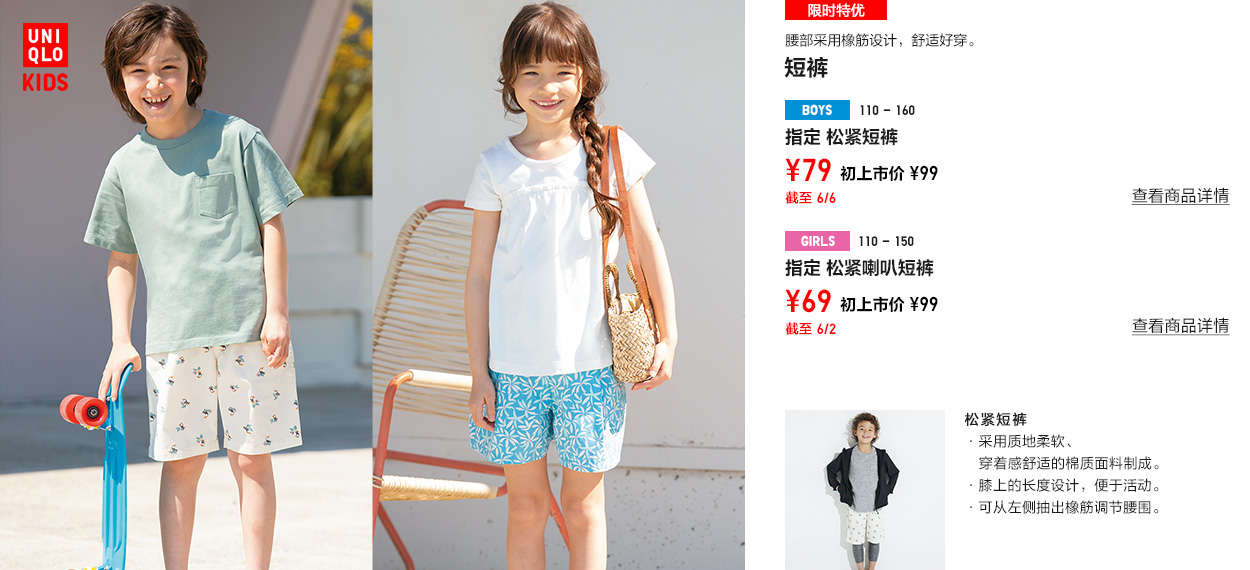 UNI
QLO
KIDS
限时特优
腰部采用橡筋设计，舒适好穿。
短裤
BOYS 110 – 160
指定 松紧短裤
¥79 初上市价 ¥99
截至 6/6
查看商品详情
GIRLS 110 – 150
指定 松紧喇叭短裤
¥69 初上市价 ¥99
截至 6/2
查看商品详情
松紧短裤
· 采用质地柔软、
穿着感舒适的棉质面料制成。
· 膝上的长度设计，便于活动。
· 可从左侧抽出橡筋调节腰围。